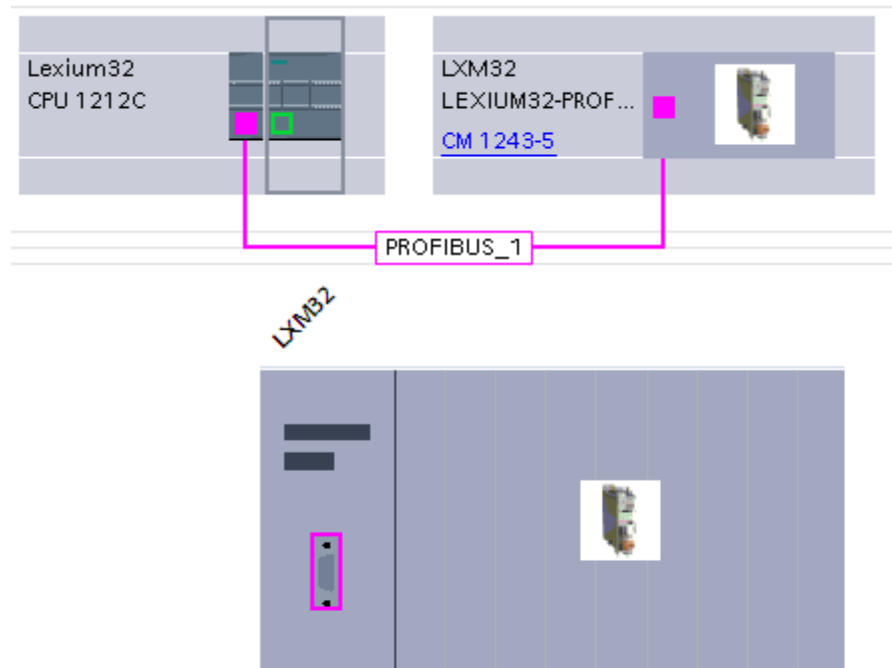 Lexium32
CPU 1212C
LXM32
LEXIUM32-PROF...
CM 1243-5
PROFIBUS_1
LXM32